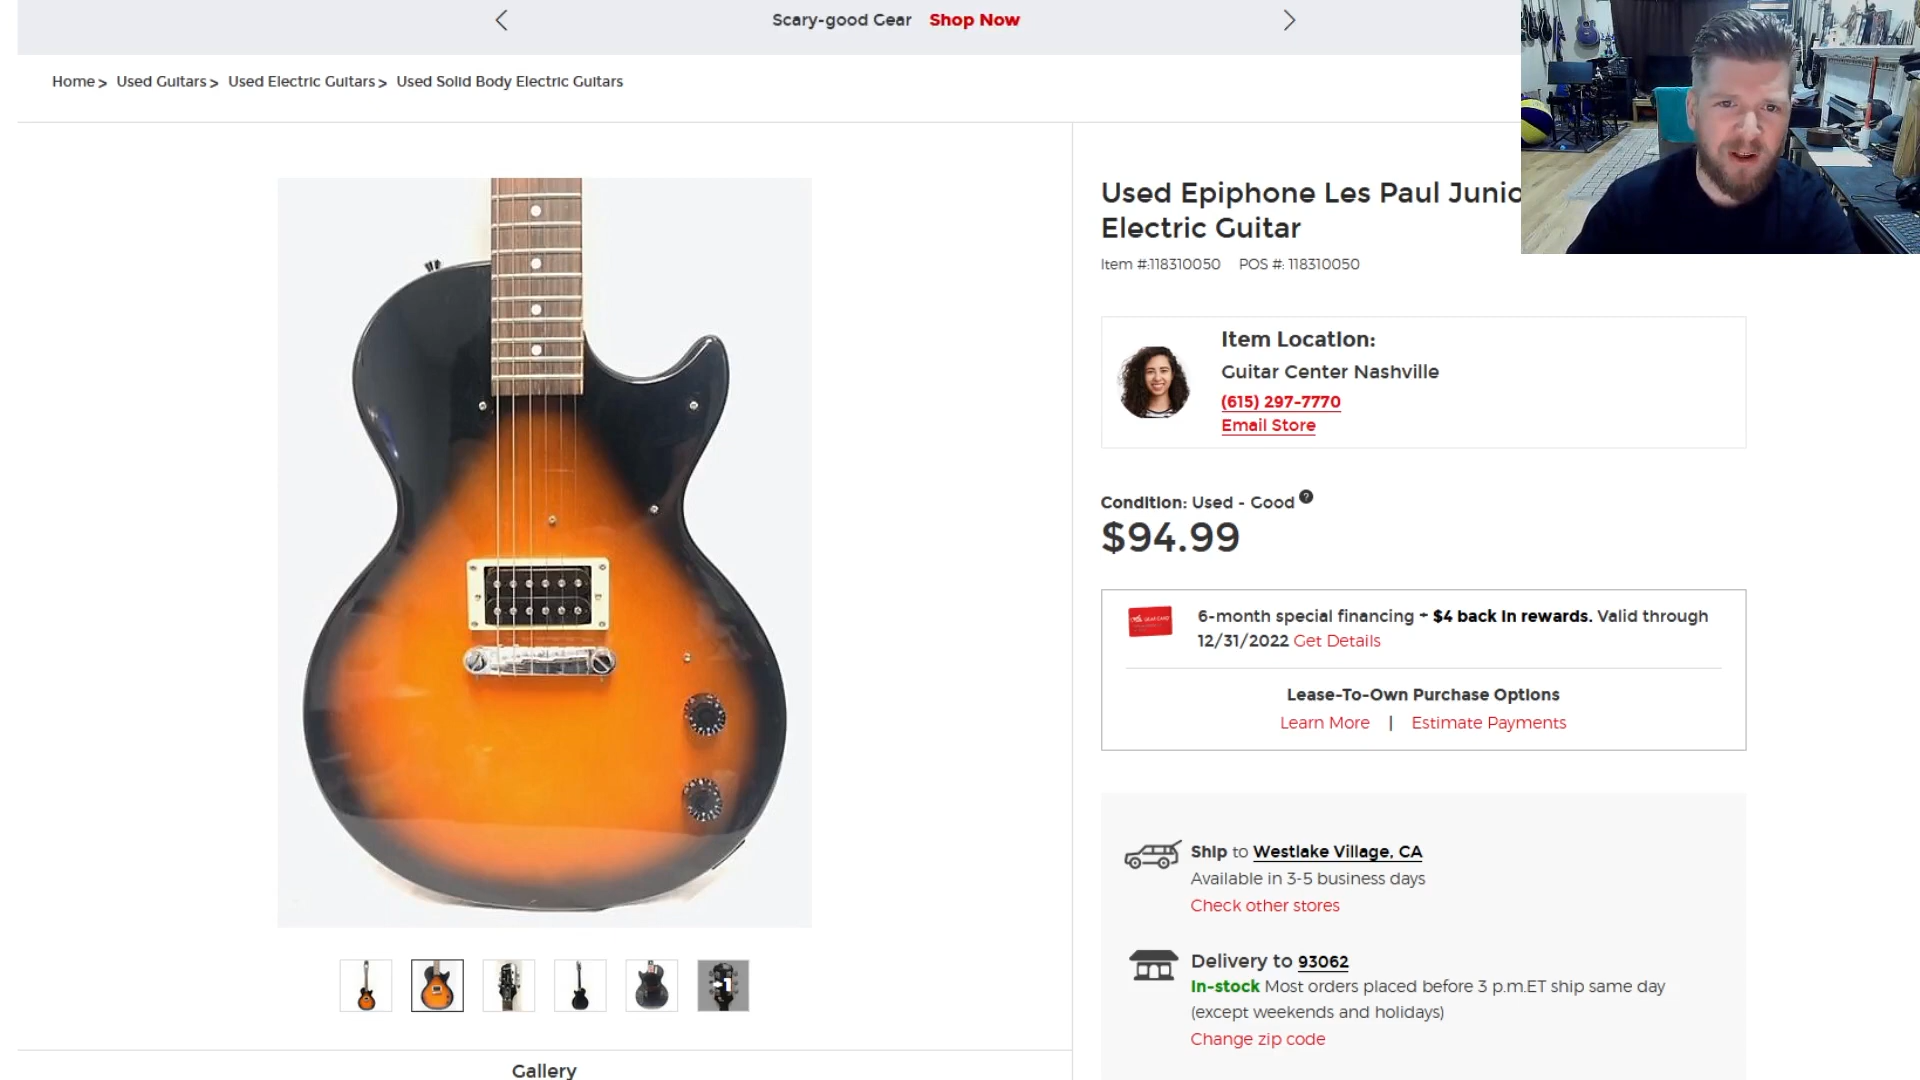 Scary-good Gear Shop Now
Home > Used Guitars > Used Electric Guitars > Used Solid Body Electric Guitars
Used Epiphone Les Paul Junio
Electric Guitar
Item #:118310050 POS #: 118310050
Item Location:
Guitar Center Nashville
(615) 297-7770
Email Store
Condition: Used - Good ?
$94.99
6-month special financing + $4 back in rewards. Valid through
12/31/2022 Get Details
Lease-To-Own Purchase Options
Learn More | Estimate Payments
Ship to Westlake Village, CA
Available in 3-5 business days
Check other stores
Delivery to 93062
In-stock Most orders placed before 3 p.m.ET ship same day
(except weekends and holidays)
Change zip code
Gallery